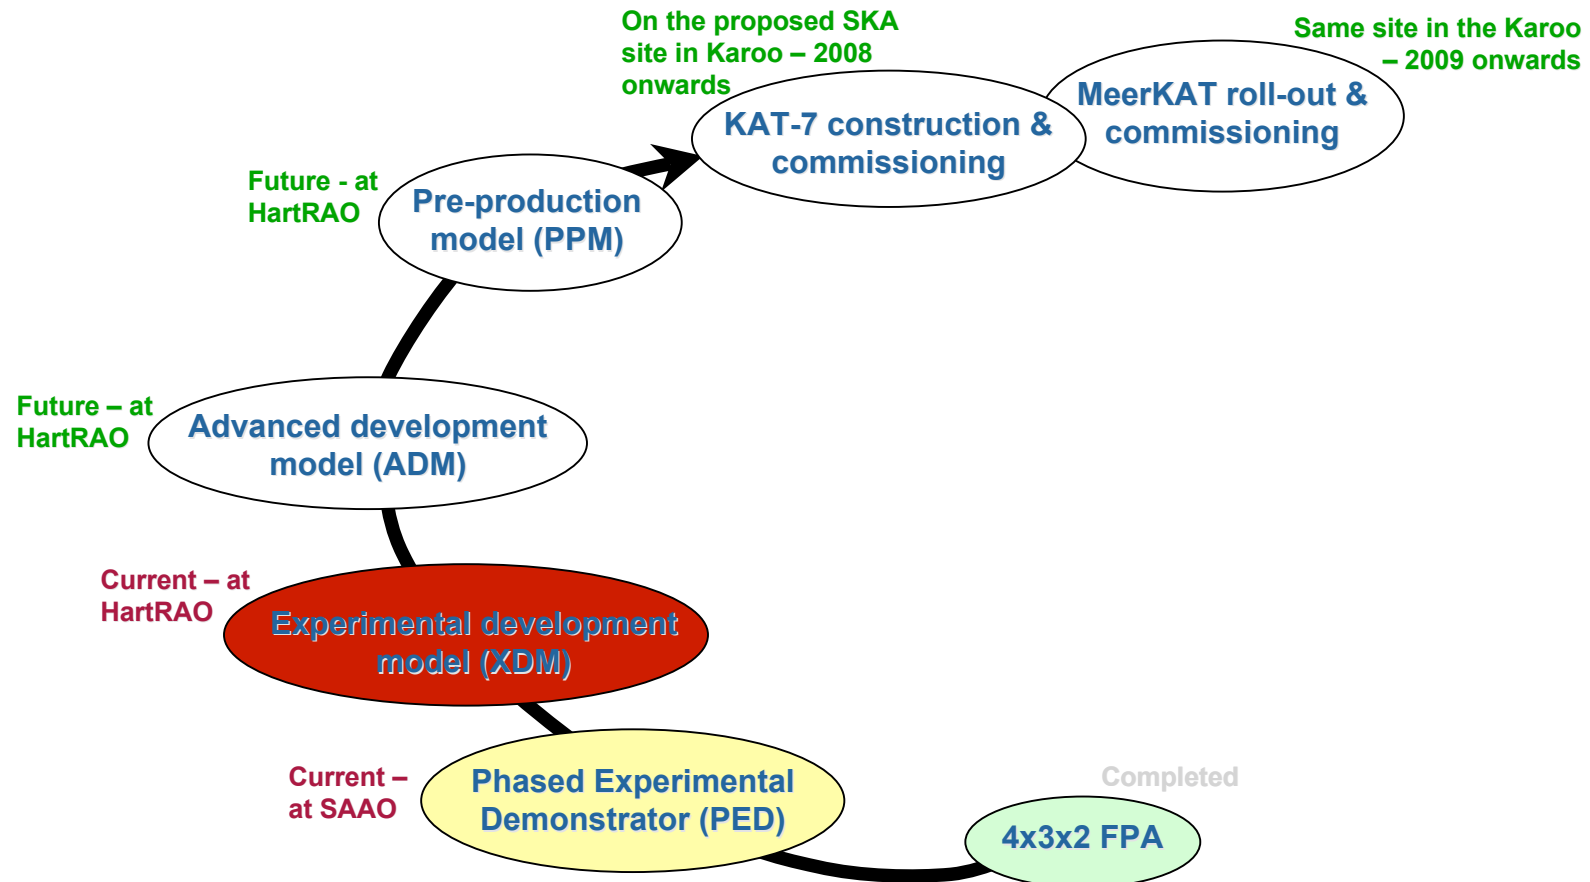 On the proposed SKA
site in Karoo – 2008
onwards
Same site in the Karoo
– 2009 onwards
KAT-7 construction &
commissioning
MeerKAT roll-out &
commissioning
Future - at
HartRAO
Pre-production
model (PPM)
Future – at
HartRAO
Advanced development
model (ADM)
Current – at
HartRAO
Experimental development
model (XDM)
Current –
at SAAO
Phased Experimental
Demonstrator (PED)
Completed
4x3x2 FPA